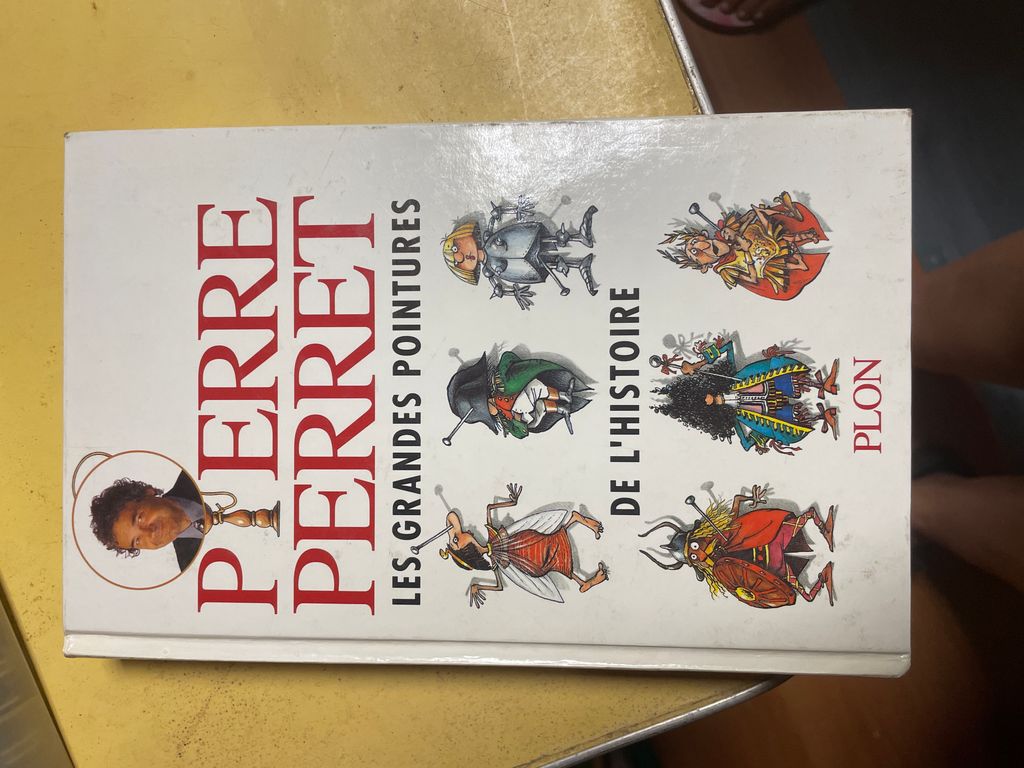 PIERRE
PERRET
LES GRANDES POINTURES
DE L'HISTOIRE
PLON